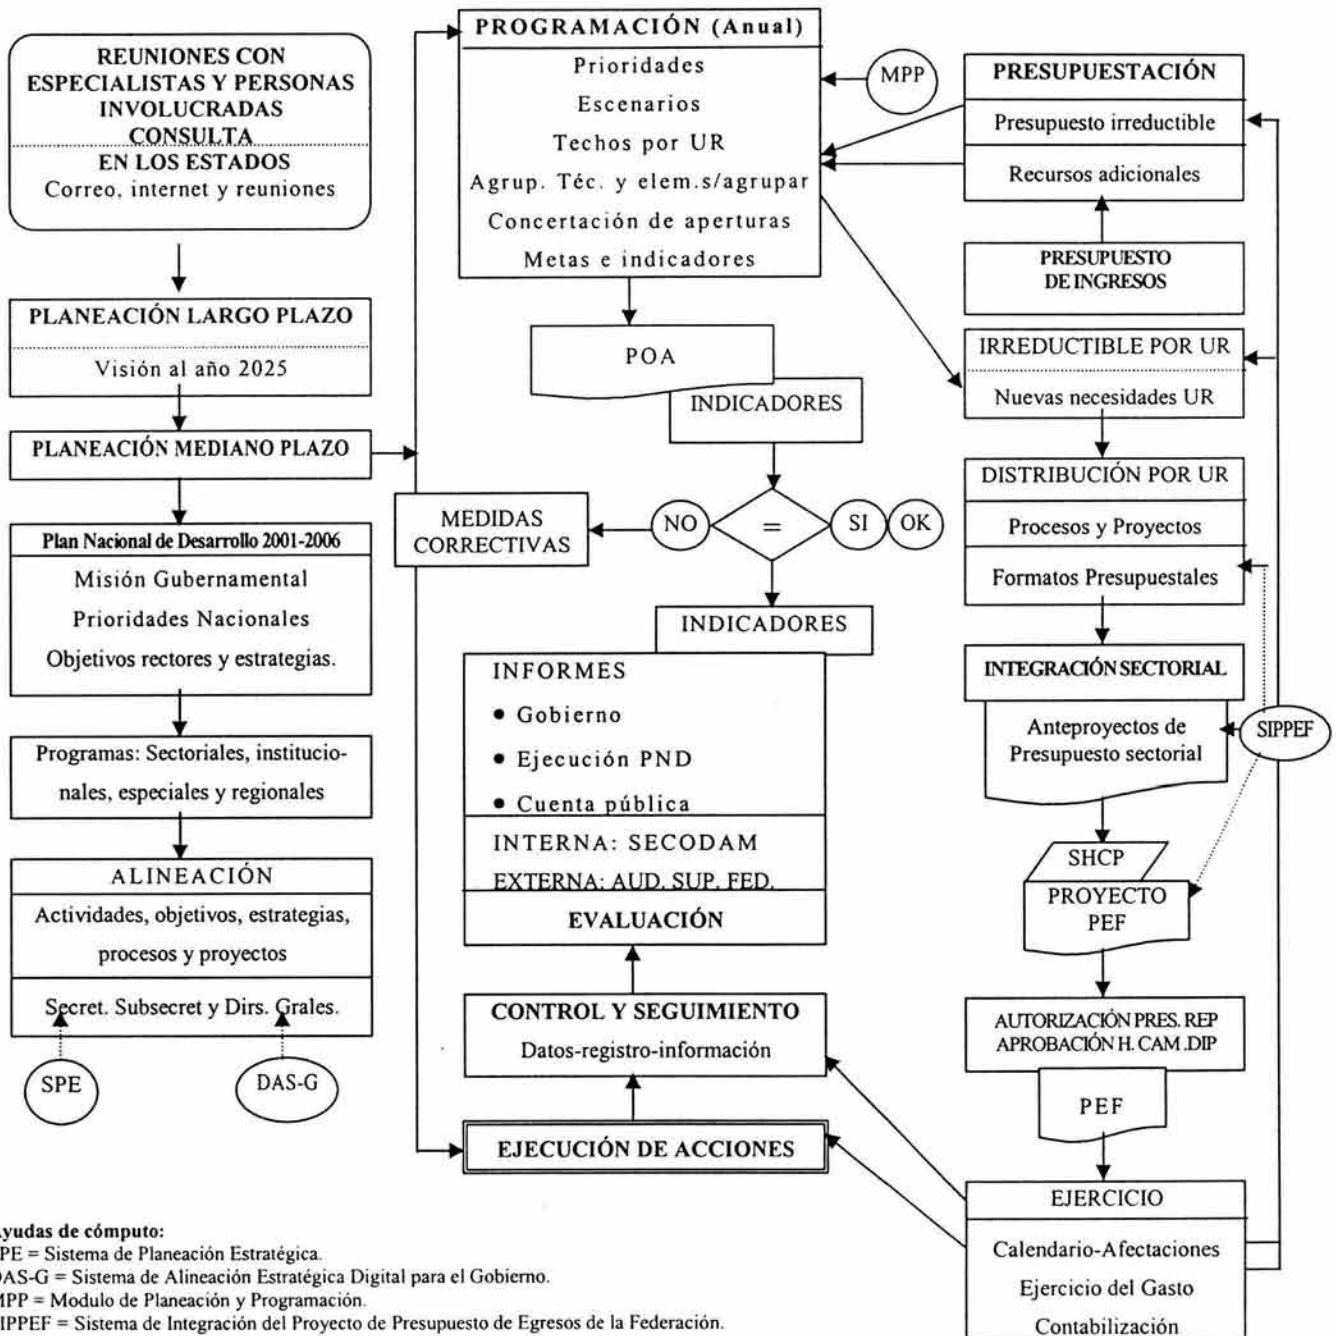 REUNIONES CON
ESPECIALISTAS Y PERSONAS
INVOLUCRADAS
CONSULTA
EN LOS ESTADOS
Correo, internet y reuniones
PLANEACIÓN LARGO PLAZO
Visión al año 2025
PLANEACIÓN MEDIANO PLAZO
Plan Nacional de Desarrollo 2001-2006
Misión Gubernamental
Prioridades Nacionales
Objetivos rectores y estrategias.
Programas: Sectoriales, institucio-
nales, especiales y regionales
ALINEACIÓN
Actividades, objetivos, estrategias,
procesos y proyectos
Secret. Subsecret y Dirs. Grales.
SPE
DAS-G
PROGRAMACIÓN (Anual)
Prioridades
Escenarios
Techos por UR
Agrup. Téc. y elem.s/agrupar
Concertación de aperturas
Metas e indicadores
MPP
POA
INDICADORES
MEDIDAS
CORRECTIVAS
NO
=
SI
OK
INDICADORES
INFORMES
• Gobierno
• Ejecución PND
• Cuenta pública
INTERNA: SECODAM
EXTERNA: AUD. SUP. FED.
EVALUACIÓN
CONTROL Y SEGUIMIENTO
Datos-registro-información
EJECUCIÓN DE ACCIONES
PRESUPUESTACIÓN
Presupuesto irreductible
Recursos adicionales
PRESUPUESTO
DE INGRESOS
IRREDUCTIBLE POR UR
Nuevas necesidades UR
DISTRIBUCIÓN POR UR
Procesos y Proyectos
Formatos Presupuestales
INTEGRACIÓN SECTORIAL
Anteproyectos de
Presupuesto sectorial
SIPPEF
SHCP
PROYECTO
PEF
AUTORIZACIÓN PRES. REP
APROBACIÓN H. CAM .DIP
PEF
EJERCICIO
Calendario-Afectaciones
Ejercicio del Gasto
Contabilización
Ayudas de cómputo:
SPE = Sistema de Planeación Estratégica.
DAS-G = Sistema de Alineación Estratégica Digital para el Gobierno.
MPP = Modulo de Planeación y Programación.
SIPPEF = Sistema de Integración del Proyecto de Presupuesto de Egresos de la Federación.